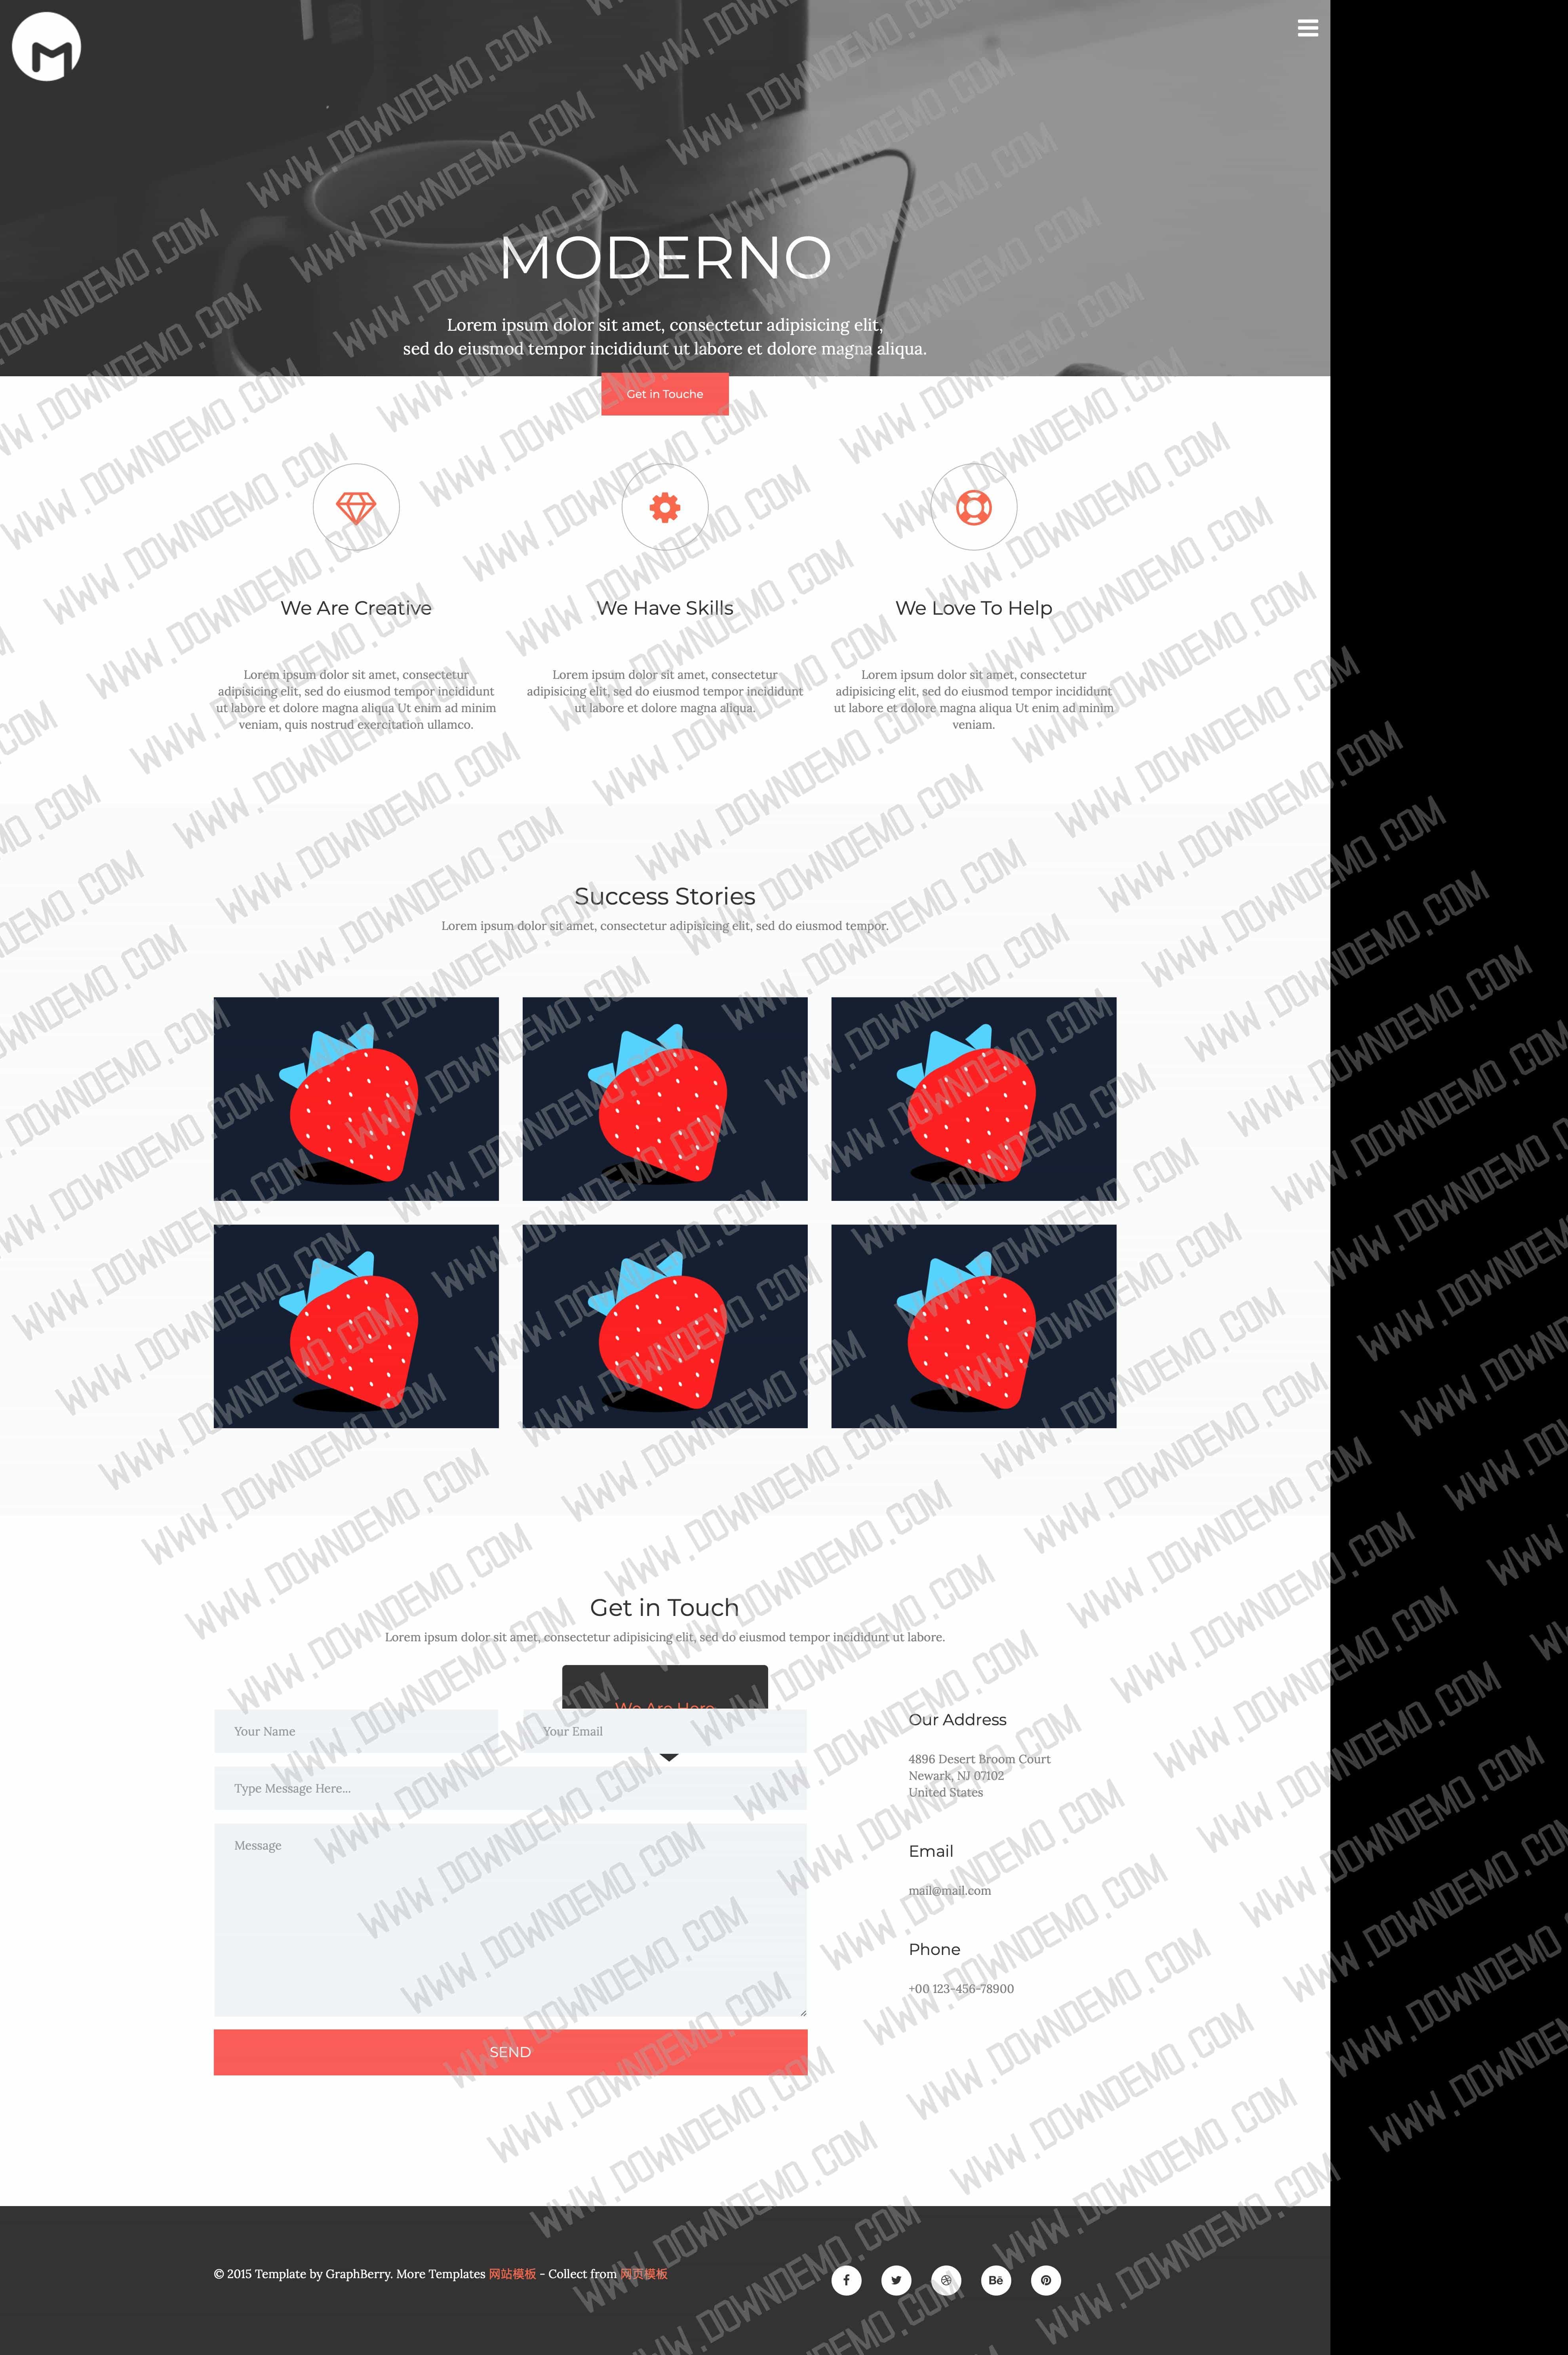 M
MODERNO
Lorem ipsum dolor sit amet, consectetur adipisicing elit,
sed do eiusmod tempor incididunt ut labore et dolore magna aliqua.
Get in Touche
We Are Creative
Lorem ipsum dolor sit amet, consectetur
adipisicing elit, sed do eiusmod tempor incididunt
ut labore et dolore magna aliqua Ut enim ad minim
veniam, quis nostrud exercitation ullamco.
We Have Skills
Lorem ipsum dolor sit amet, consectetur
adipisicing elit, sed do eiusmod tempor incididunt
ut labore et dolore magna aliqua.
We Love To Help
Lorem ipsum dolor sit amet, consectetur
adipisicing elit, sed do eiusmod tempor incididunt
ut labore et dolore magna aliqua Ut enim ad minim
veniam.
Success Stories
Lorem ipsum dolor sit amet, consectetur adipisicing elit, sed do eiusmod tempor.
Get in Touch
Lorem ipsum dolor sit amet, consectetur adipisicing elit, sed do eiusmod tempor incididunt ut labore.
We Are Here
Your Name
Your Email
Type Message Here...
Message
SEND
Our Address
4896 Desert Broom Court
Newark, NJ 07102
United States
Email
mail@mail.com
Phone
+00 123-456-78900
© 2015 Template by GraphBerry. More Templates 网站模板 - Collect from 网页模板
Bē
WWW.DOWNDEMO.COM